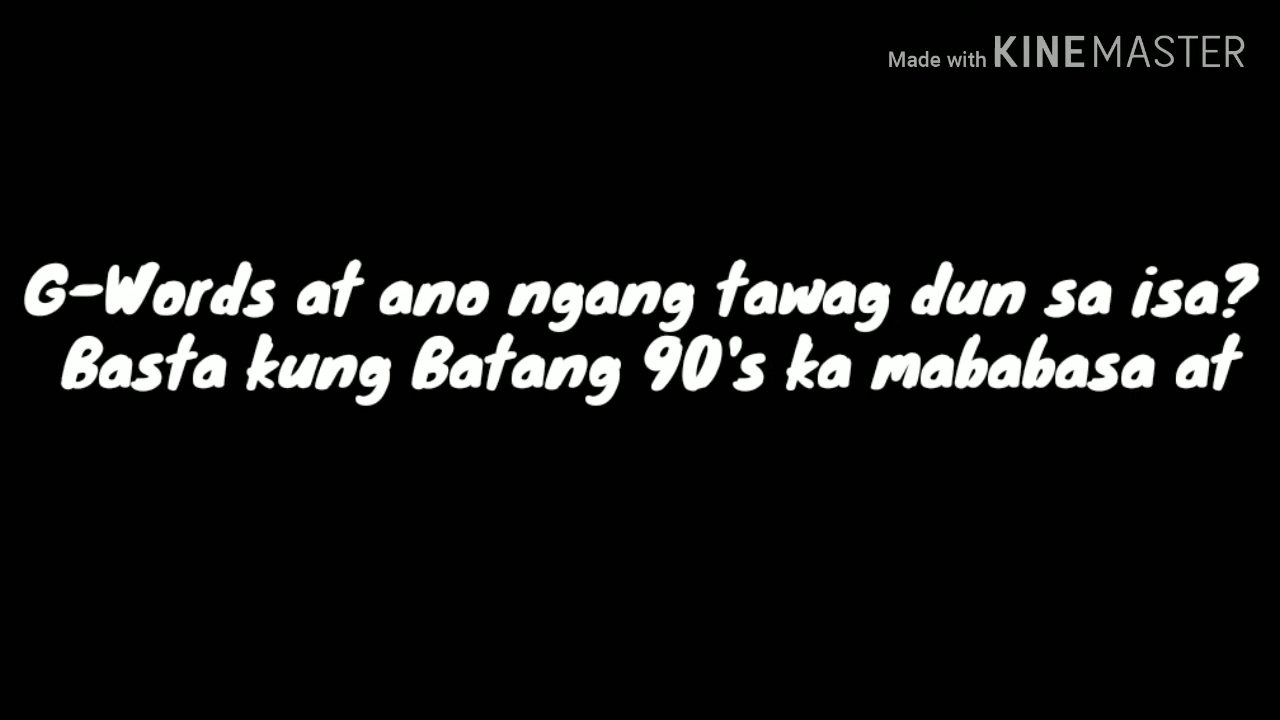 Made with KINEMASTER
G-Words at ano ngang tawag dun sa isa?
Basta kung Batang 90's ka mababasa at